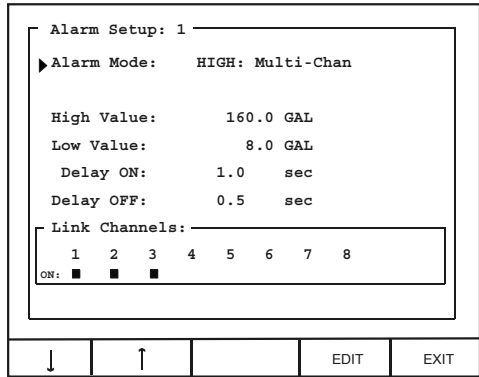 Alarm Setup: 1
Alarm Mode: HIGH: Multi-Chan
High Value: 160.0 GAL
Low Value: 8.0 GAL
Delay ON: 1.0 sec
Delay OFF: 0.5 sec
Link Channels:
1 2 3 4 5 6 7 8
ON: ■ ■ ■
↓ ↑ EDIT EXIT